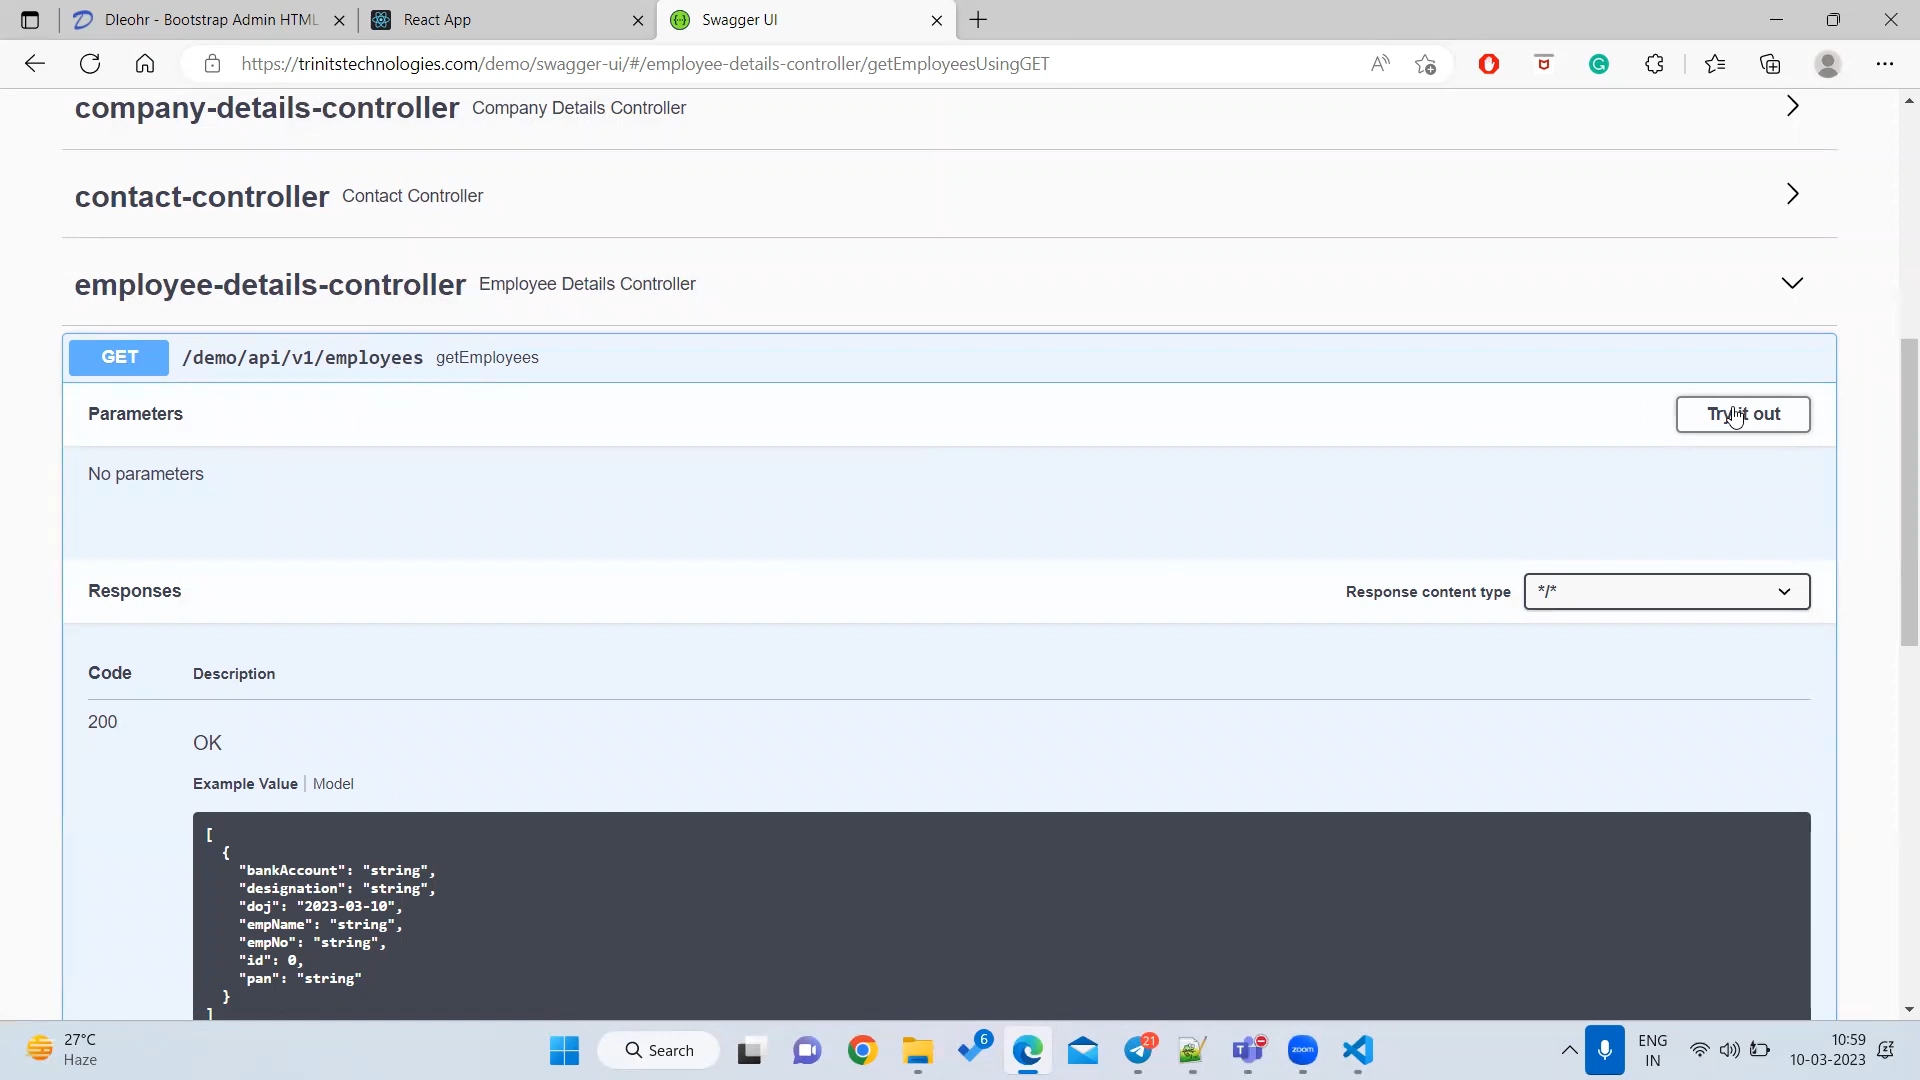 Dleohr - Bootstrap Admin HTML
React App
Swagger UI
https://trinitstechnologies.com/demo/swagger-ui/#/employee-details-controller/getEmployeesUsingGET
company-details-controller Company Details Controller
contact-controller Contact Controller
employee-details-controller Employee Details Controller
GET /demo/api/v1/employees getEmployees
Parameters
Try it out
No parameters
Responses
Response content type */*
Code Description
200
OK
Example Value | Model
[
{
"bankAccount": "string",
"designation": "string",
"doj": "2023-03-10",
"empName": "string",
"empNo": "string",
"id": 0,
"pan": "string"
}
]
27°C
Haze
Search
6
21
zoom
ENG
IN
10:59
10-03-2023